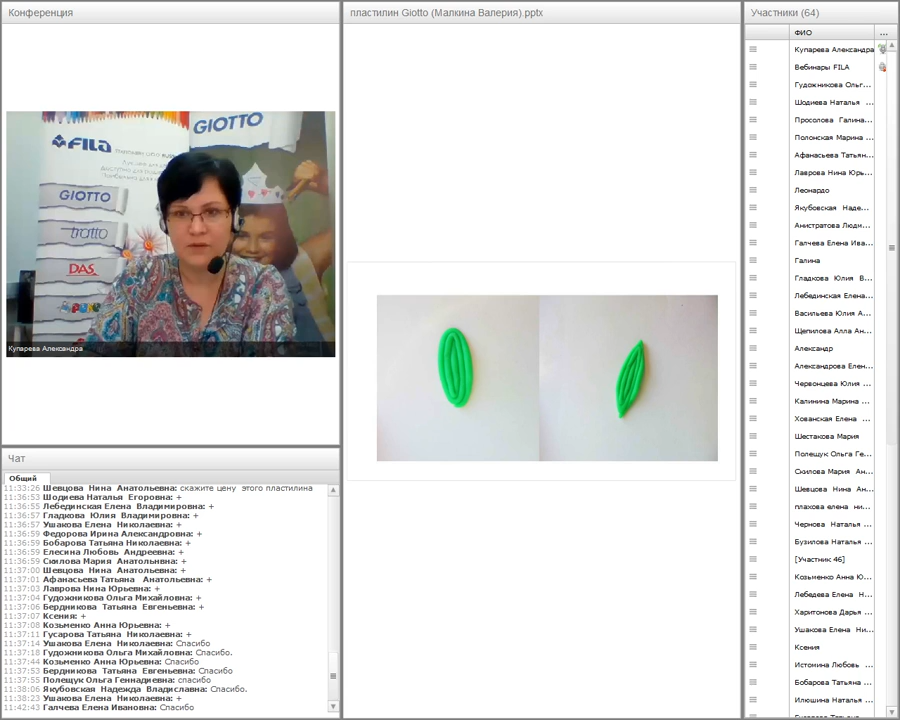 Конференция
FILA
GIOTTO
GIOTTO
tratto
DAS
Купарева Александра
Чат
Общий
11:33:26 Шевцова Нина Анатольевна: скажите цену этого пластилина
11:36:53 Шодиева Наталья Егоровна: +
11:36:55 Лебединская Елена Владимировна: +
11:36:57 Гладкова Юлия Владимировна: +
11:36:57 Ушакова Елена Николаевна: +
11:36:59 Федорова Ирина Александровна: +
11:36:59 Бобарова Татьяна Николаевна: +
11:36:59 Елесина Любовь Андреевна: +
11:36:59 Скилова Мария Анатольнвна: +
11:37:00 Шевцова Нина Анатольевна: +
11:37:01 Афанасьева Татьяна Анатольевна: +
11:37:03 Лаврова Нина Юрьевна: +
11:37:04 Гудожникова Ольга Михайловна: +
11:37:06 Бердникова Татьяна Евгеньевна: +
11:37:07 Ксения: +
11:37:08 Козьменко Анна Юрьевна: +
11:37:11 Гусарова Татьяна Николаевна: +
11:37:14 Ушакова Елена Николаевна: Спасибо
11:37:18 Гудожникова Ольга Михайловна: Спасибо.
11:37:44 Козьменко Анна Юрьевна: Спасибо
11:37:53 Бердникова Татьяна Евгеньевна: Спасибо
11:37:55 Полещук Ольга Геннадиевна: спасибо
11:38:06 Якубовская Надежда Владиславна: Спасибо.
11:38:23 Ушакова Елена Николаевна: +
11:42:43 Галчева Елена Ивановна: Спасибо
пластилин Giotto (Малкина Валерия).pptx
Участники (64)
ФИО ...
Купарева Александра
Вебинары FILA
Гудожникова Ольг...
Шодиева Наталья ...
Просолова Галина...
Полонская Марина ...
Афанасьева Татьян...
Лаврова Нина Юрь...
Леонардо
Якубовская Наде...
Анистратова Людм...
Галчева Елена Ива...
Галина
Гладкова Юлия В...
Лебединская Елена...
Васильева Юлия А...
Щепилова Алла Ан...
Александр
Александрова Елен...
Червонцева Юлия ...
Калинина Марина ...
Хованская Елена ...
Шестакова Мария
Полещук Ольга Ге...
Скилова Мария Ан...
Шевцова Нина Ан...
плахова елена ни...
Чернова Наталья ...
Бузилова Наталья ...
[Участник 46]
Козьменко Анна Ю...
Лебедева Елена Н...
Харитонова Дарья ...
Ушакова Елена Ни...
Ксения
Истомина Любовь ...
Бобарова Татьяна ...
Илюшина Наталья ...